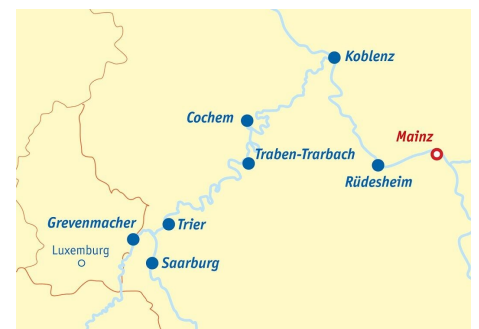 Koblenz
Cochem
Mainz
Traben-Trarbach
Rüdesheim
Grevenmacher
Trier
Luxemburg
Saarburg